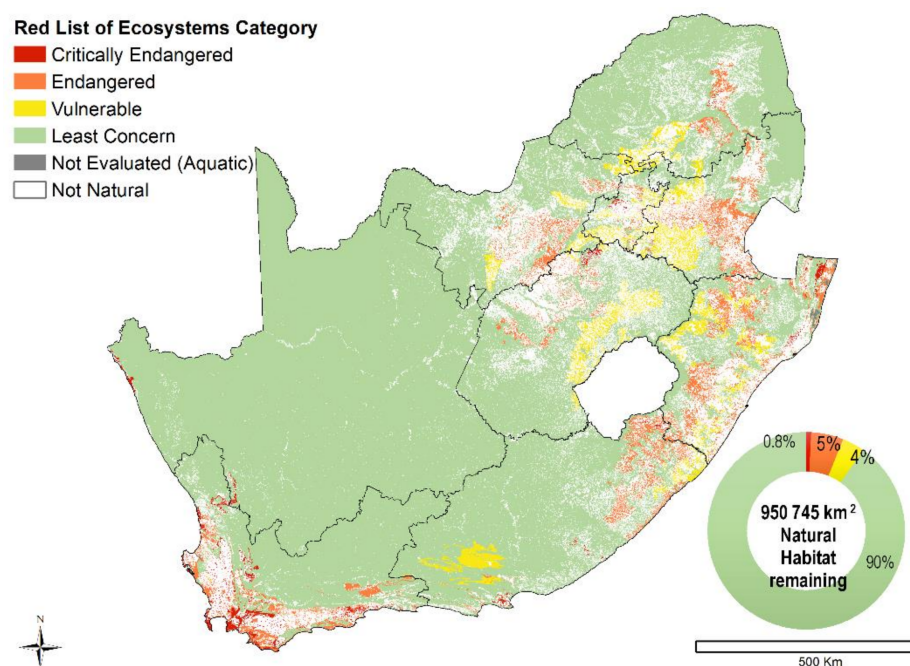 Red List of Ecosystems Category
Critically Endangered
Endangered
Vulnerable
Least Concern
Not Evaluated (Aquatic)
Not Natural
0.8%
5%
4%
950 745 km²
Natural
Habitat
remaining
90%
N
500 Km